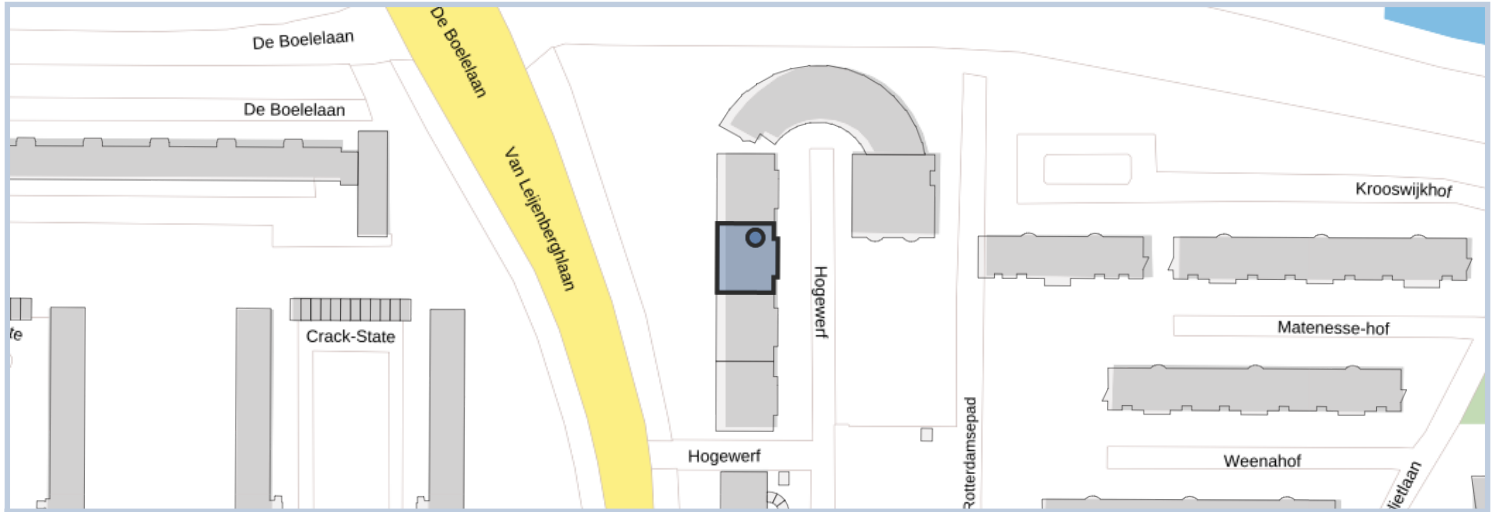 De Boelelaan
De Boelelaan
De Boelelaan
Van Leijenberghlaan
Krooswijkhof
Hogewerf
Matenesse-hof
Crack-State
Rotterdamsepad
Hogewerf
Weenahof